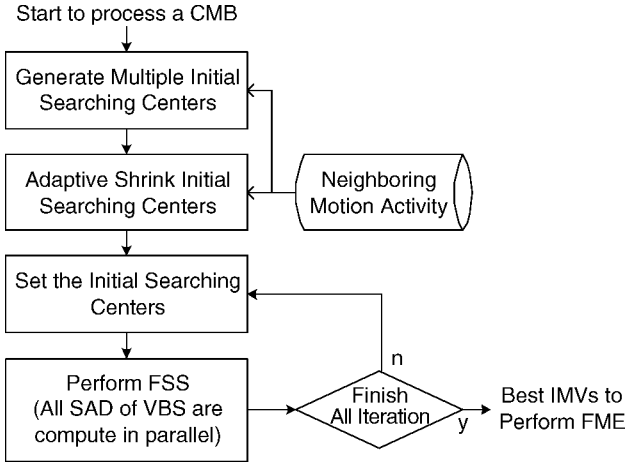 Start to process a CMB
Generate Multiple Initial
Searching Centers
Adaptive Shrink Initial
Searching Centers
Neighboring
Motion Activity
Set the Initial Searching
Centers
n
Perform FSS
(All SAD of VBS are
compute in parallel)
Finish
All Iteration
y
Best IMVs to
Perform FME